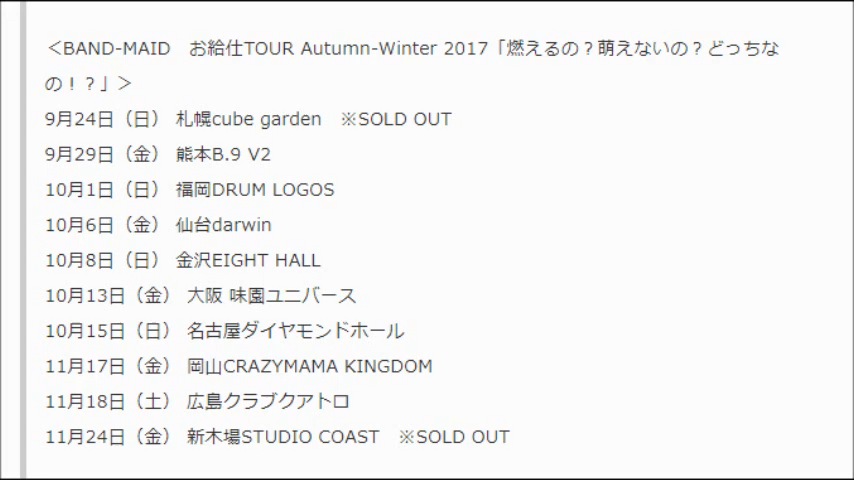 ＜BAND-MAID　お給仕TOUR Autumn-Winter 2017「燃えるの？萌えないの？どっちな
の！？」＞
9月24日（日） 札幌cube garden　※SOLD OUT
9月29日（金） 熊本B.9 V2
10月1日（日） 福岡DRUM LOGOS
10月6日（金） 仙台darwin
10月8日（日） 金沢EIGHT HALL
10月13日（金） 大阪 味園ユニバース
10月15日（日） 名古屋ダイヤモンドホール
11月17日（金） 岡山CRAZYMAMA KINGDOM
11月18日（土） 広島クラブクアトロ
11月24日（金） 新木場STUDIO COAST　※SOLD OUT